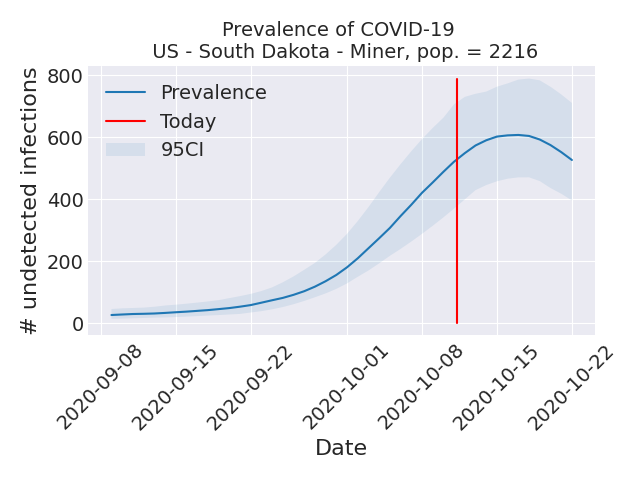 Prevalence of COVID-19
US - South Dakota - Miner, pop. = 2216
# undetected infections
800
600
400
200
0
Prevalence
Today
95CI
2020-09-08
2020-09-15
2020-09-22
2020-10-01
2020-10-08
2020-10-15
2020-10-22
Date